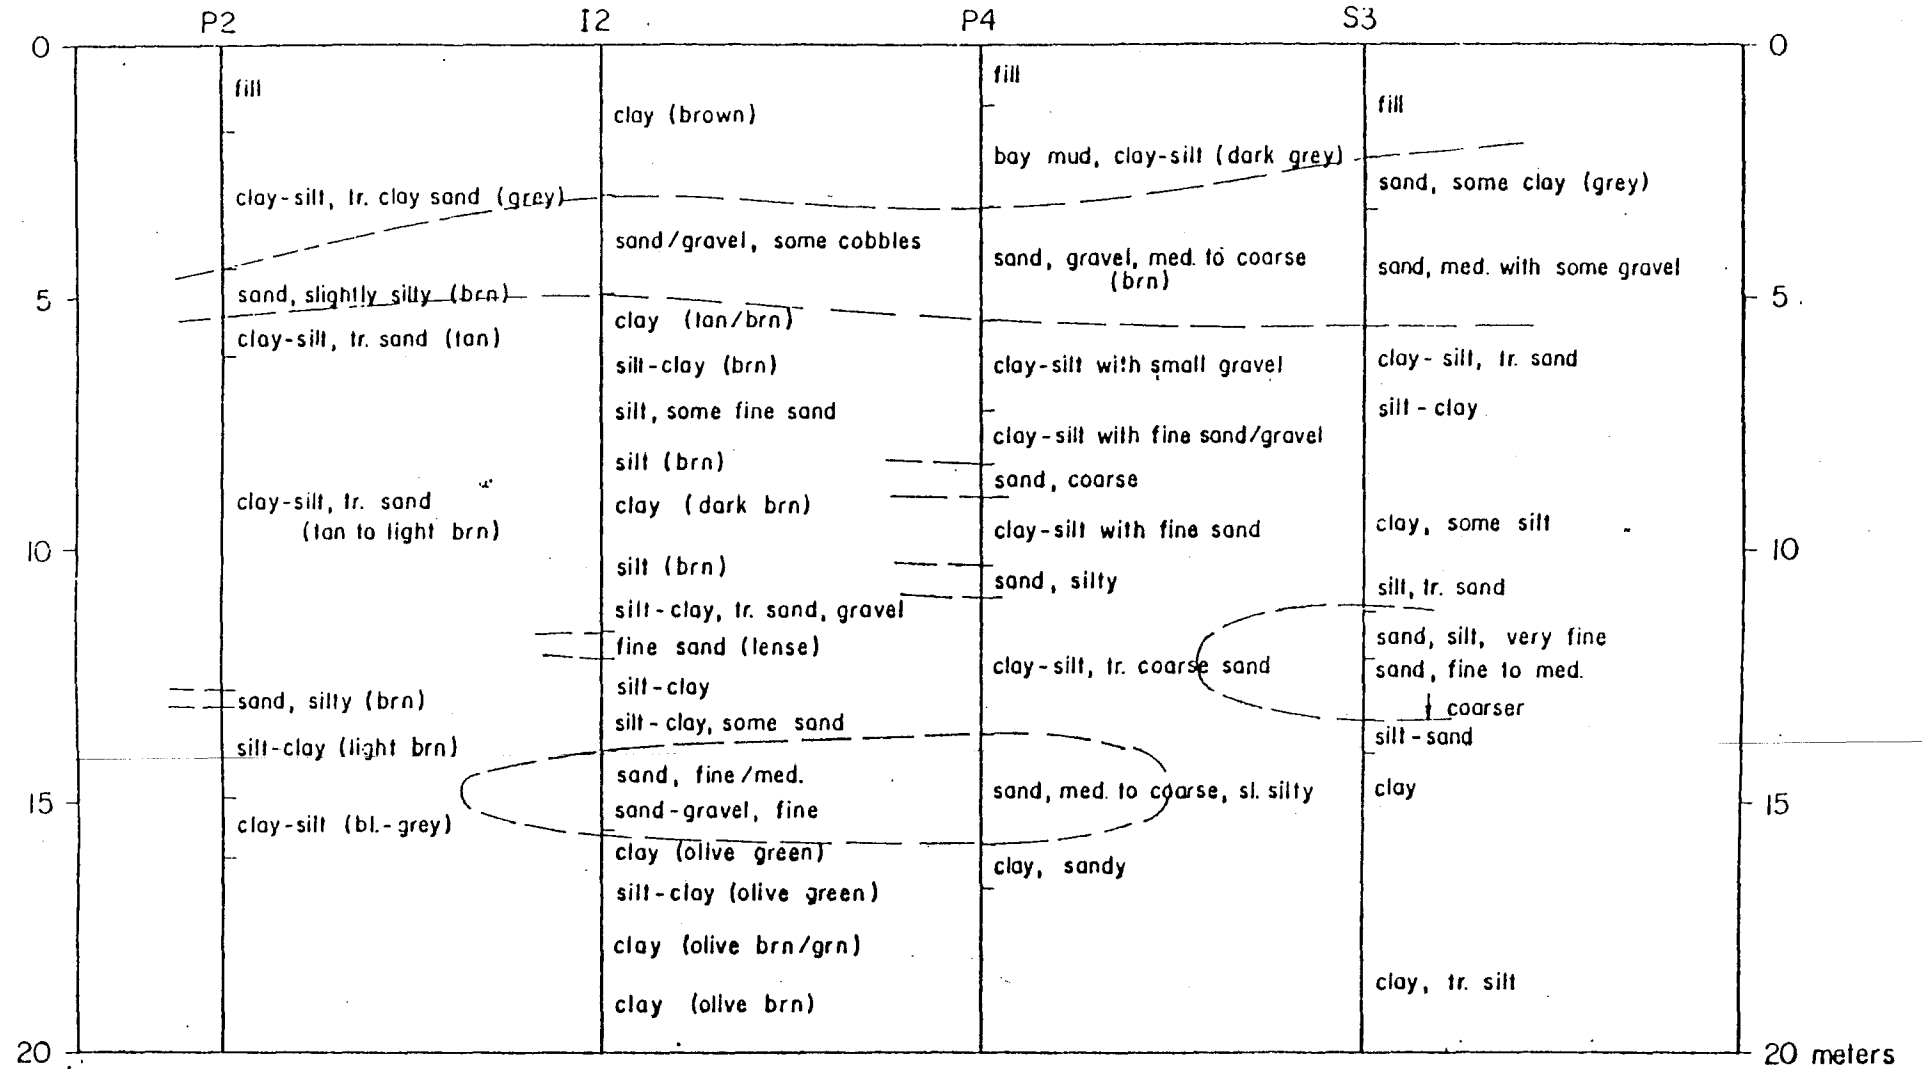 P2 I2 P4 S3
0 0
fill
clay-silt, tr. clay sand (grey)
sand, slightly silty (brn)
clay-silt, tr. sand (tan)
clay-silt, tr. sand
(tan to light brn)
sand, silty (brn)
silt-clay (light brn)
clay-silt (bl.-grey)
clay (brown)
sand/gravel, some cobbles
clay (tan/brn)
silt-clay (brn)
silt, some fine sand
silt (brn)
clay (dark brn)
silt (brn)
silt-clay, tr. sand, gravel
fine sand (lense)
silt-clay
silt-clay, some sand
sand, fine/med.
sand-gravel, fine
clay (olive green)
silt-clay (olive green)
clay (olive brn/grn)
clay (olive brn)
fill
bay mud, clay-silt (dark grey)
sand, gravel, med. to coarse
(brn)
clay-silt with small gravel
clay-silt with fine sand/gravel
sand, coarse
clay-silt with fine sand
sand, silty
clay-silt, tr. coarse sand
sand, med. to coarse, sl. silty
clay, sandy
fill
sand, some clay (grey)
sand, med. with some gravel
clay-silt, tr. sand
silt-clay
clay, some silt
silt, tr. sand
sand, silt, very fine
sand, fine to med.
coarser
silt-sand
clay
clay, tr. silt
5 5
10 10
15 15
20 20 meters